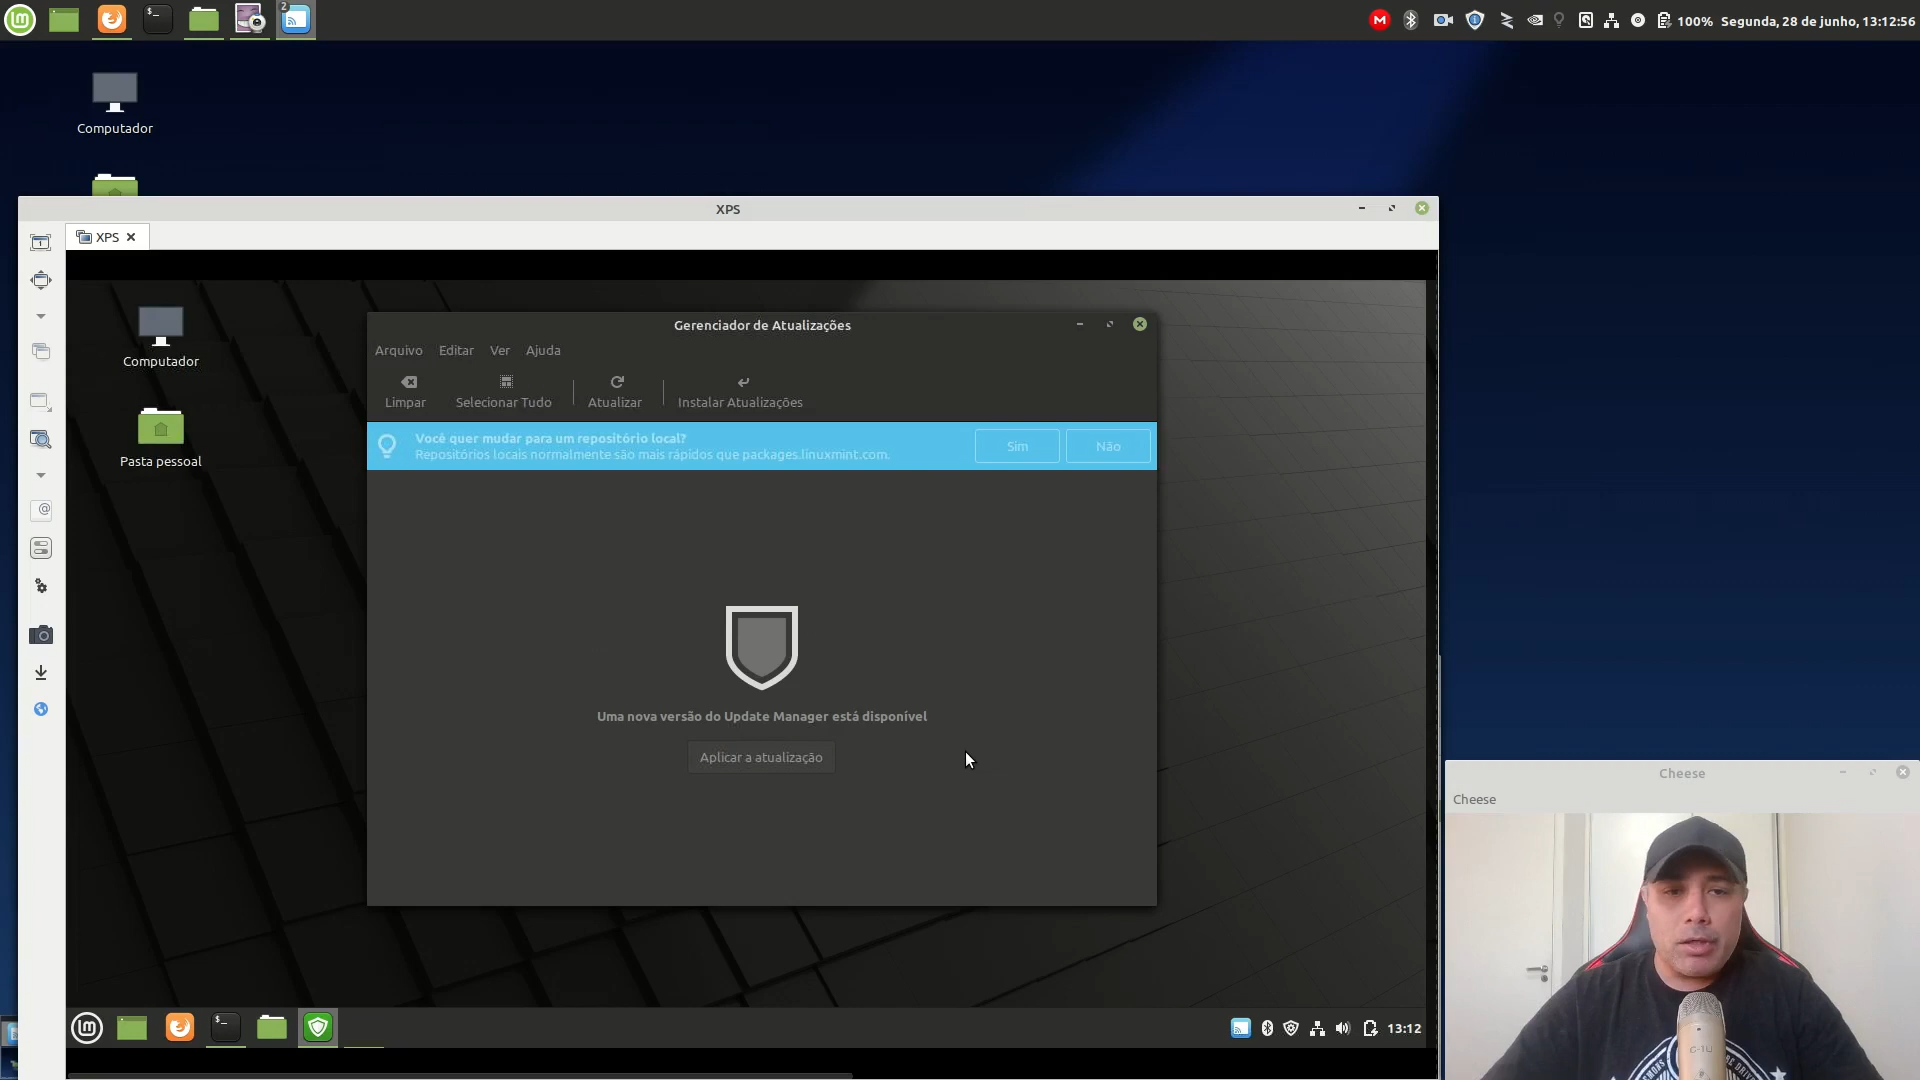 100% Segunda, 28 de junho, 13:12:56
Computador
XPS
XPS
Computador
Pasta pessoal
Gerenciador de Atualizações
Arquivo Editar Ver Ajuda
Limpar Selecionar Tudo Atualizar Instalar Atualizações
Você quer mudar para um repositório local?
Repositórios locais normalmente são mais rápidos que packages.linuxmint.com.
Sim Não
Uma nova versão do Update Manager está disponível
Aplicar a atualização
13:12
Cheese
Cheese
C-1U